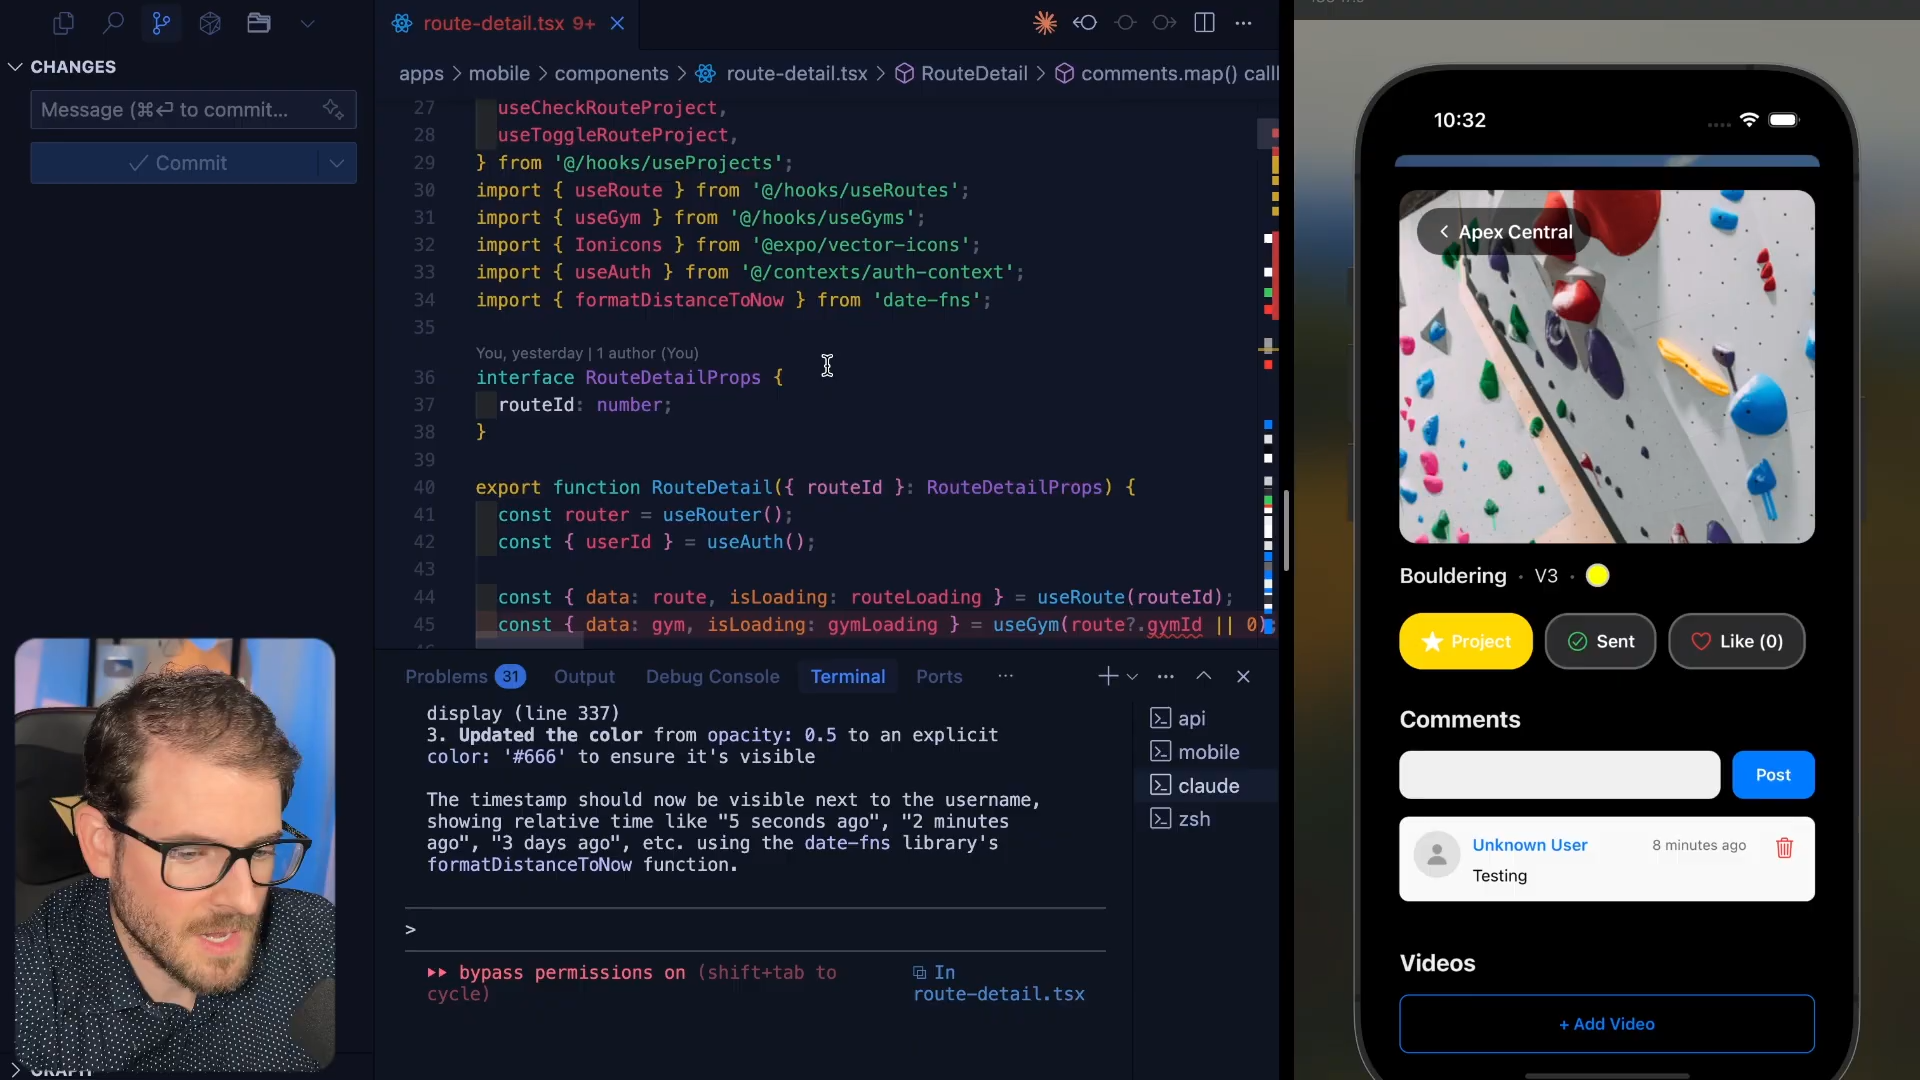 CHANGES
Message (⌘⏎ to commit...
Commit
route-detail.tsx 9+
apps > mobile > components > route-detail.tsx > RouteDetail > comments.map() call
27 useCheckRouteProject,
28 useToggleRouteProject,
29 } from '@/hooks/useProjects';
30 import { useRoute } from '@/hooks/useRoutes';
31 import { useGym } from '@/hooks/useGyms';
32 import { Ionicons } from '@expo/vector-icons';
33 import { useAuth } from '@/contexts/auth-context';
34 import { formatDistanceToNow } from 'date-fns';
35
You, yesterday | 1 author (You)
36 interface RouteDetailProps {
37 routeId: number;
38 }
39
40 export function RouteDetail({ routeId }: RouteDetailProps) {
41 const router = useRouter();
42 const { userId } = useAuth();
43
44 const { data: route, isLoading: routeLoading } = useRoute(routeId);
45 const { data: gym, isLoading: gymLoading } = useGym(route?.gymId || 0);
Problems 31 Output Debug Console Terminal Ports
display (line 337)
3. Updated the color from opacity: 0.5 to an explicit
color: '#666' to ensure it's visible
The timestamp should now be visible next to the username,
showing relative time like "5 seconds ago", "2 minutes
ago", "3 days ago", etc. using the date-fns library's
formatDistanceToNow function.
>
bypass permissions on (shift+tab to
cycle)
In
route-detail.tsx
api
mobile
claude
zsh
10:32
Apex Central
Bouldering · V3 ·
Project
Sent
Like (0)
Comments
Post
Unknown User 8 minutes ago
Testing
Videos
+ Add Video